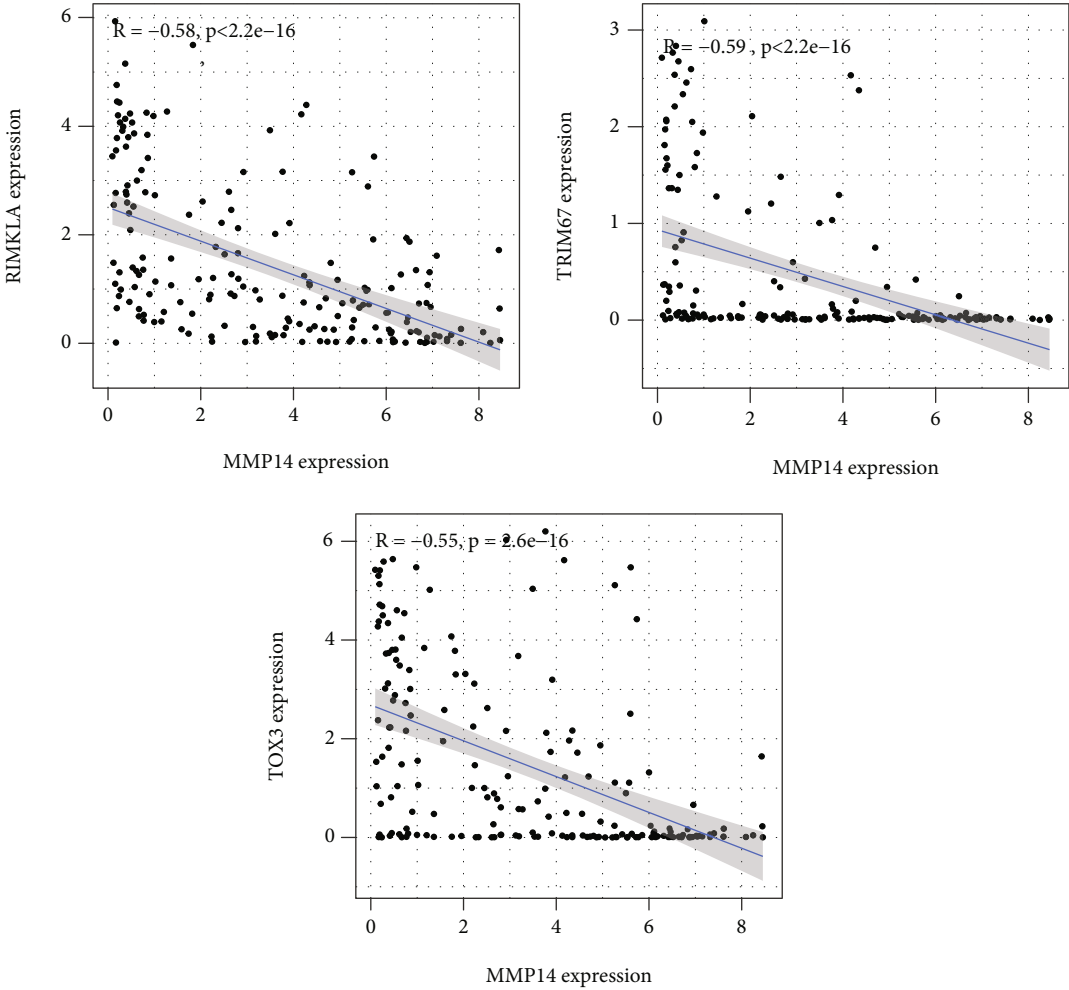 R = −0.58, p<2.2e−16
RIMKLA expression
6
4
2
0
0 2 4 6 8
MMP14 expression
R = −0.59 , p<2.2e−16
TRIM67 expression
3
2
1
0
0 2 4 6 8
MMP14 expression
R = −0.55, p = 2.6e−16
TOX3 expression
6
4
2
0
0 2 4 6 8
MMP14 expression